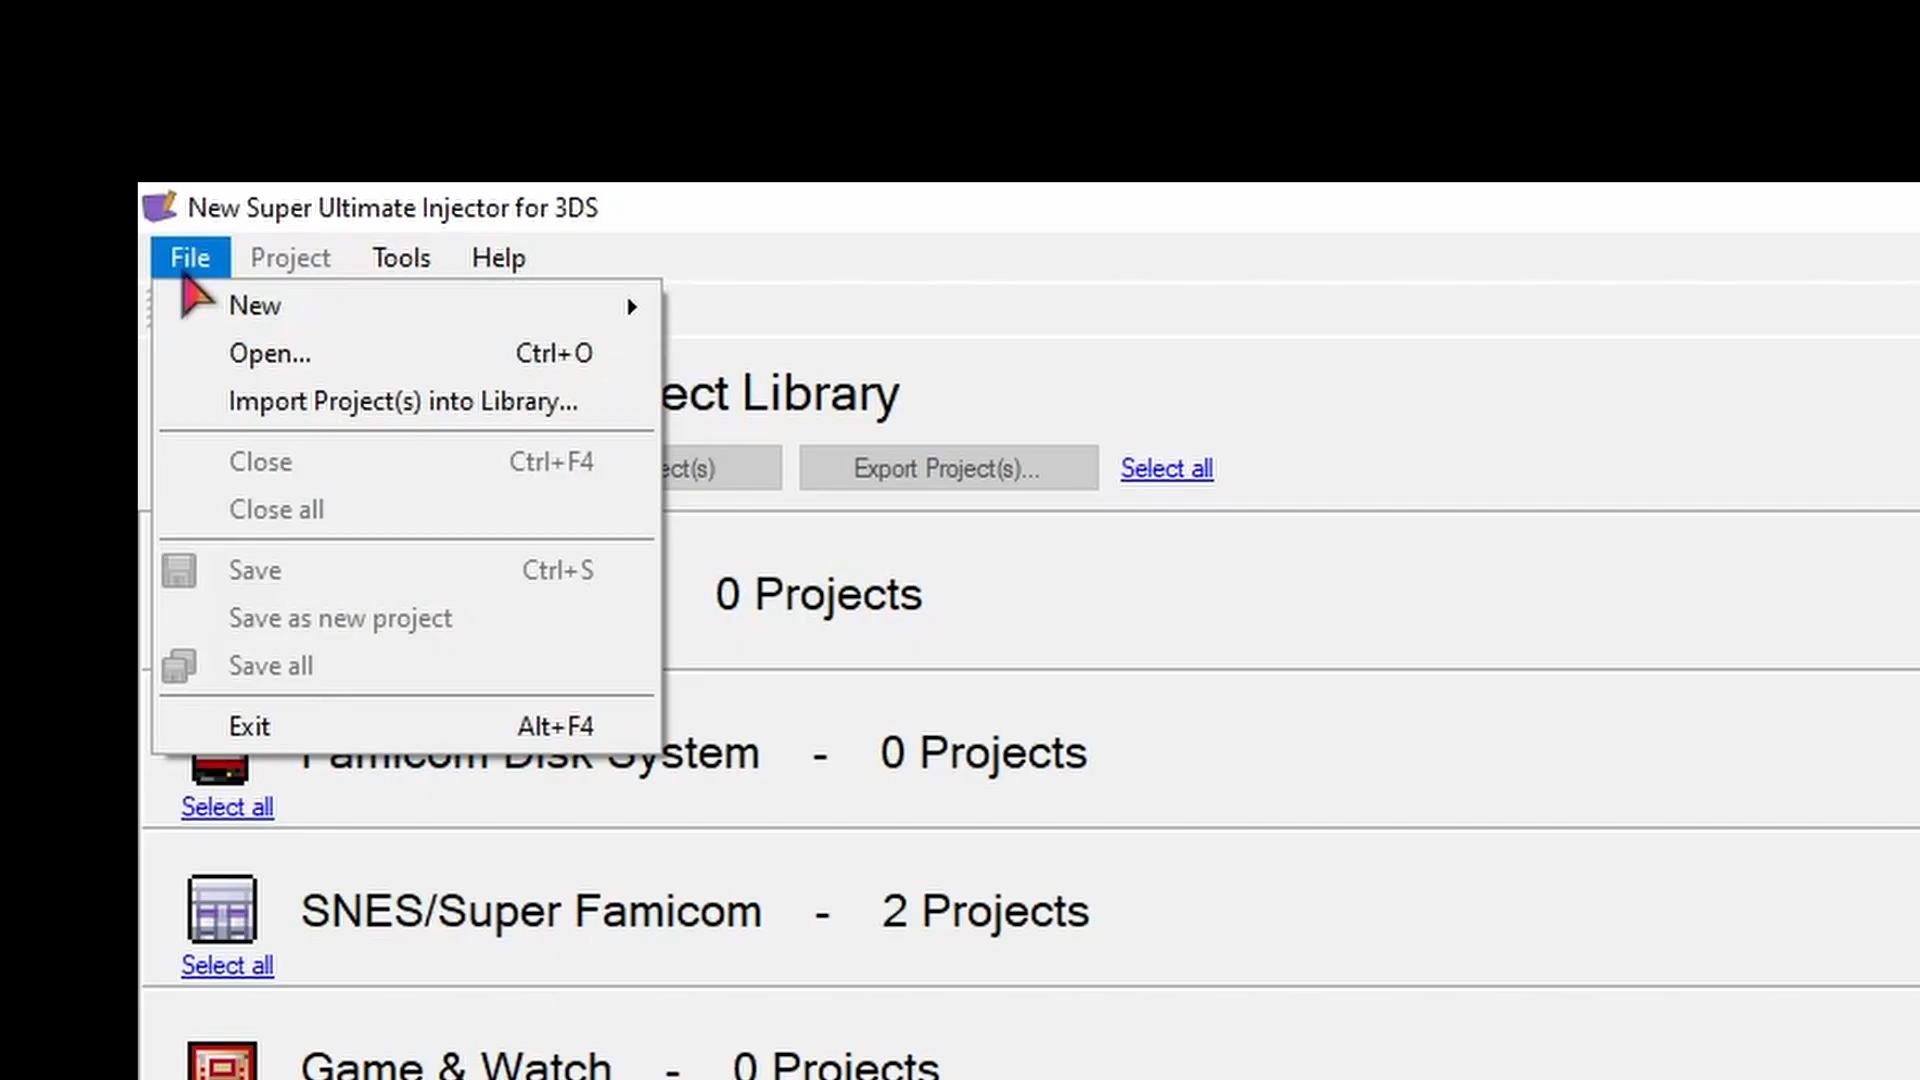 New Super Ultimate Injector for 3DS
File Project Tools Help
New
Open... Ctrl+O
Import Project(s) into Library...
Close Ctrl+F4
Close all
Save Ctrl+S
Save as new project
Save all
Exit Alt+F4
ect Library
ect(s) Export Project(s)... Select all
0 Projects
Famicom Disk System - 0 Projects
Select all
SNES/Super Famicom - 2 Projects
Select all
Game & Watch - 0 Projects